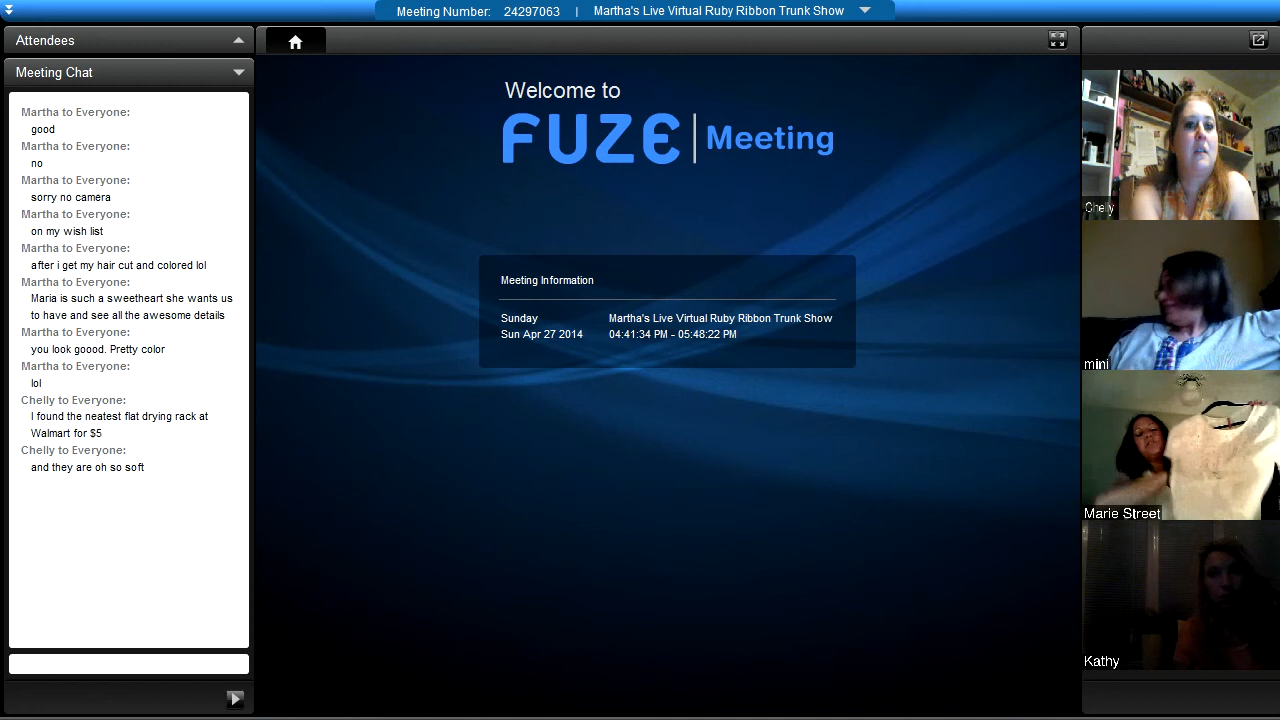 Meeting Number: 24297063 | Martha's Live Virtual Ruby Ribbon Trunk Show
Attendees
Meeting Chat
Martha to Everyone:
good
Martha to Everyone:
no
Martha to Everyone:
sorry no camera
Martha to Everyone:
on my wish list
Martha to Everyone:
after i get my hair cut and colored lol
Martha to Everyone:
Maria is such a sweetheart she wants us
to have and see all the awesome details
Martha to Everyone:
you look goood. Pretty color
Martha to Everyone:
lol
Chelly to Everyone:
I found the neatest flat drying rack at
Walmart for $5
Chelly to Everyone:
and they are oh so soft
Welcome to
FUZE | Meeting
Meeting Information
Sunday Martha's Live Virtual Ruby Ribbon Trunk Show
Sun Apr 27 2014 04:41:34 PM - 05:48:22 PM
Chelly
mini
Marie Street
Kathy